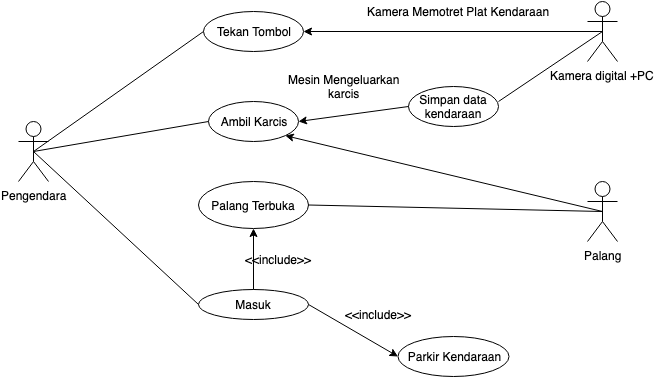 Kamera Memotret Plat Kendaraan
Tekan Tombol
Kamera digital +PC
Mesin Mengeluarkan
karcis
Simpan data
kendaraan
Ambil Karcis
Pengendara
Palang Terbuka
Palang
<<include>>
Masuk
<<include>>
Parkir Kendaraan